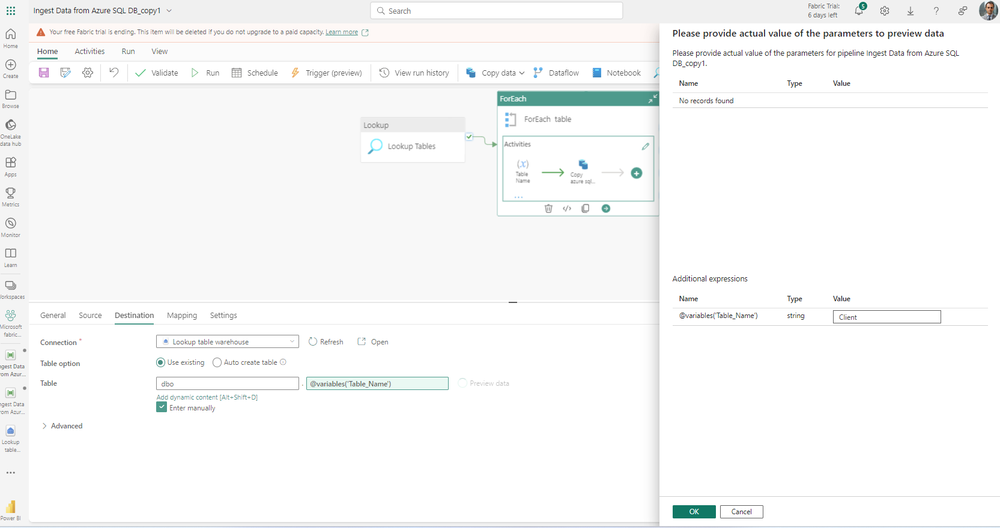 Ingest Data from Azure SQL DB_copy1
Search
Fabric Trial:
6 days left
5
Home
Create
Browse
OneLake
data hub
Apps
Metrics
Monitor
Learn
Vorkspaces
Microsoft
fabric...
ngest Data
rom Azur...
ngest Data
rom Azur...
Lookup
table...
Power BI
Your free Fabric trial is ending. This item will be deleted if you do not upgrade to a paid capacity. Learn more
Home
Activities
Run
View
Validate
Run
Schedule
Trigger (preview)
View run history
Copy data
Dataflow
Notebook
Lookup
Lookup Tables
ForEach
ForEach table
Activities
(x)
Table
Name
Copy
azure sql...
...
General
Source
Destination
Mapping
Settings
Connection *
Lookup table warehouse
Refresh
Open
Table option
Use existing
Auto create table
Table
dbo
.
@variables('Table_Name')
Preview data
Add dynamic content [Alt+Shift+D]
Enter manually
Advanced
Please provide actual value of the parameters to preview data
Please provide actual value of the parameters for pipeline Ingest Data from Azure SQL
DB_copy1.
Name Type Value
No records found
Additional expressions
Name Type Value
@variables('Table_Name') string Client
OK
Cancel